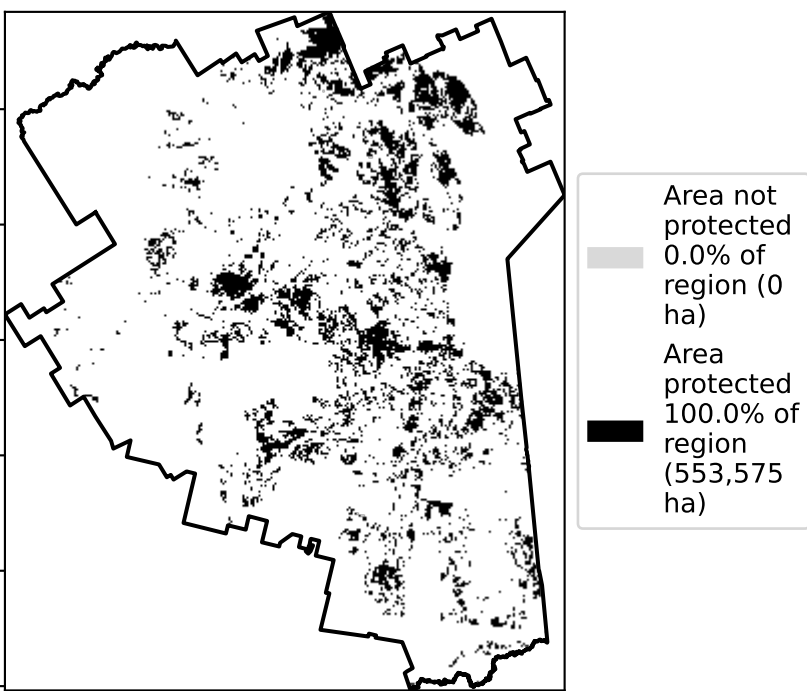 Area not
protected
0.0% of
region (0
ha)
Area
protected
100.0% of
region
(553,575
ha)